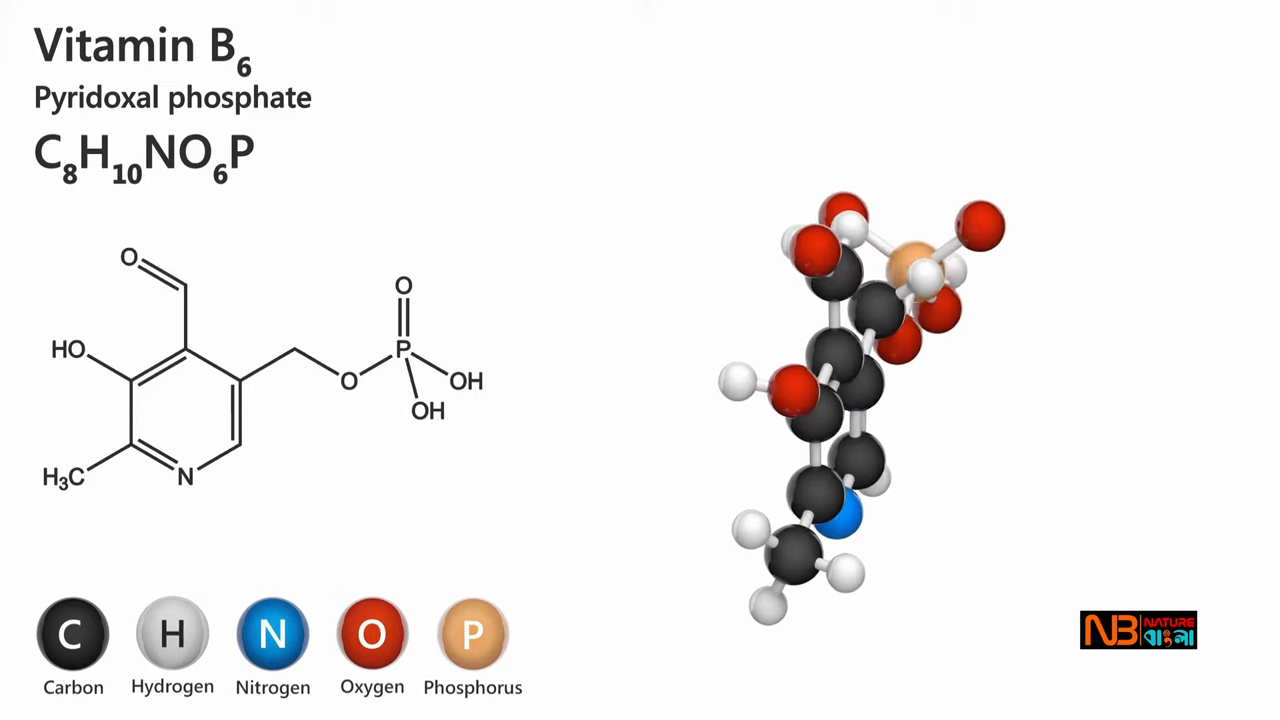 Vitamin B₆
Pyridoxal phosphate
C₈H₁₀NO₆P
O
O
HO
P
OH
O
OH
H₃C
N
C H N O P
Carbon Hydrogen Nitrogen Oxygen Phosphorus
NB NATURE
বাংলা